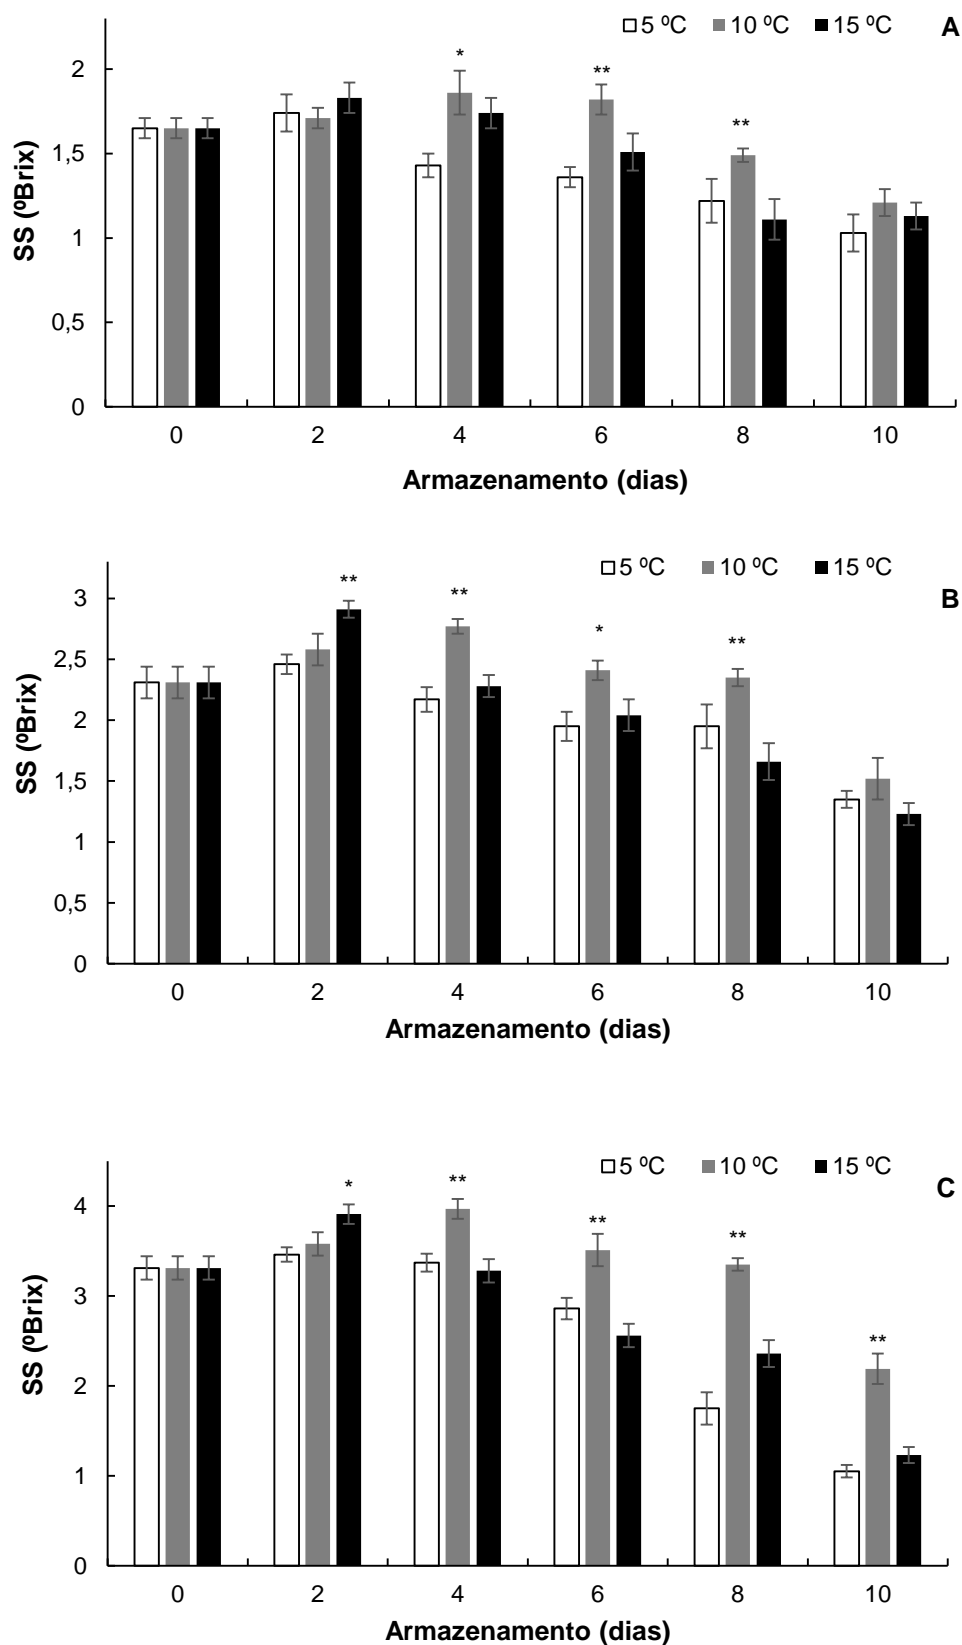 5 ºC 10 ºC 15 ºC A
SS (ºBrix)
2
1,5
1
0,5
0
* ** **
0 2 4 6 8 10
Armazenamento (dias)
5 ºC 10 ºC 15 ºC
B
SS (ºBrix)
3
2,5
2
1,5
1
0,5
0
** ** * **
0 2 4 6 8 10
Armazenamento (dias)
5 ºC 10 ºC 15 ºC
C
SS (ºBrix)
4
3
2
1
0
* ** ** ** **
0 2 4 6 8 10
Armazenamento (dias)